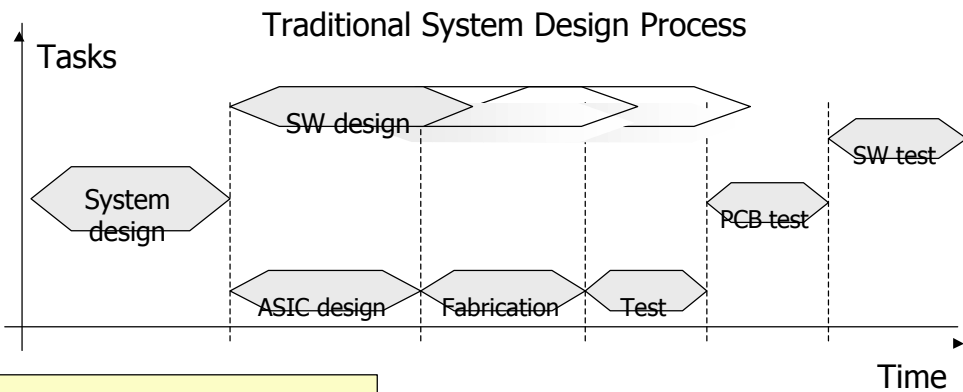 Traditional System Design Process
Tasks
SW design
SW test
System
design
PCB test
ASIC design
Fabrication
Test
Time